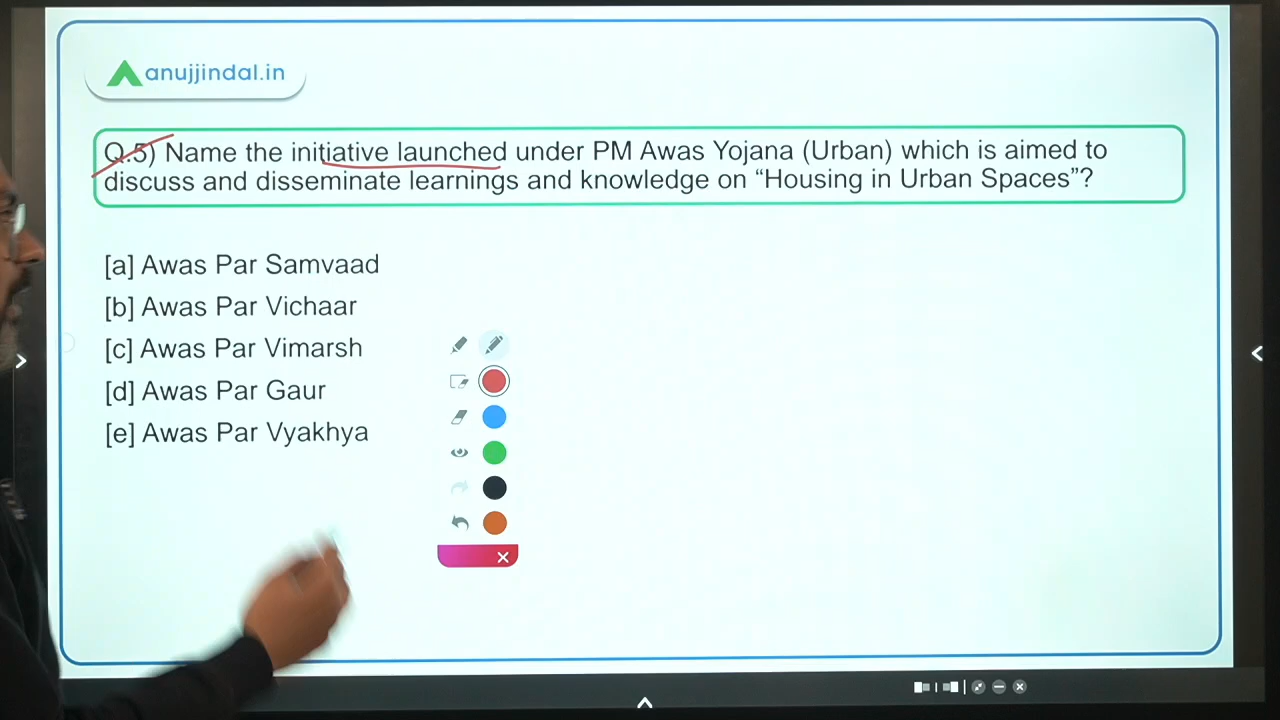 anujjindal.in
Q.5) Name the initiative launched under PM Awas Yojana (Urban) which is aimed to
discuss and disseminate learnings and knowledge on “Housing in Urban Spaces”?
[a] Awas Par Samvaad
[b] Awas Par Vichaar
[c] Awas Par Vimarsh
[d] Awas Par Gaur
[e] Awas Par Vyakhya